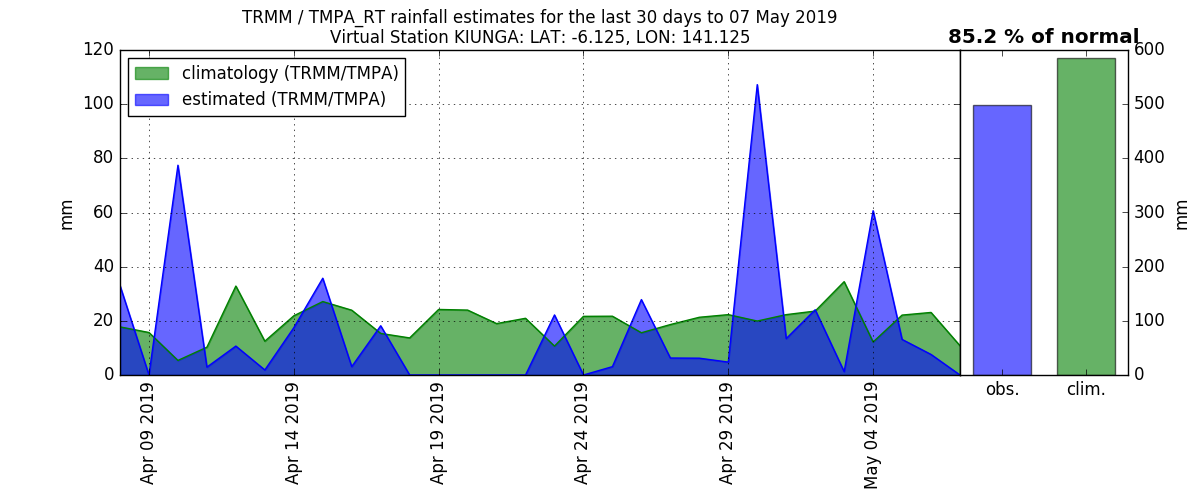 TRMM / TMPA_RT rainfall estimates for the last 30 days to 07 May 2019
Virtual Station KIUNGA: LAT: -6.125, LON: 141.125
85.2 % of normal
climatology (TRMM/TMPA)
estimated (TRMM/TMPA)
120
100
80
60
40
20
0
mm
Apr 09 2019
Apr 14 2019
Apr 19 2019
Apr 24 2019
Apr 29 2019
May 04 2019
obs.
clim.
600
500
400
300
200
100
0
mm